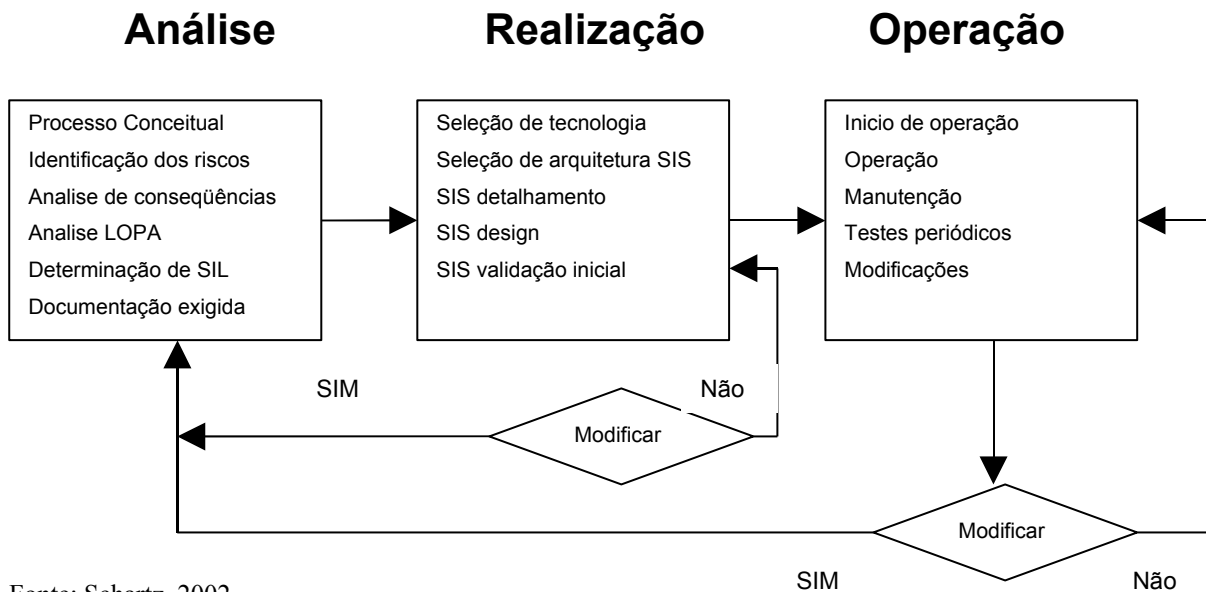 Análise
Realização
Operação
Processo Conceitual
Identificação dos riscos
Analise de conseqüências
Analise LOPA
Determinação de SIL
Documentação exigida
Seleção de tecnologia
Seleção de arquitetura SIS
SIS detalhamento
SIS design
SIS validação inicial
Inicio de operação
Operação
Manutenção
Testes periódicos
Modificações
SIM
Não
Modificar
Modificar
SIM
Não
2002